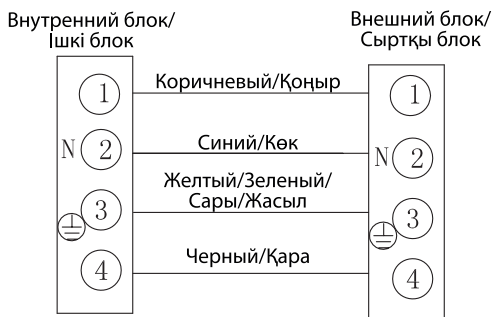 Внутренний блок/
Ішкі блок
Внешний блок/
Сыртқы блок
1
Коричневый/Қоңыр
1
N 2
Синий/Көк
N 2
3
Желтый/Зеленый/
Сары/Жасыл
3
4
Черный/Қара
4